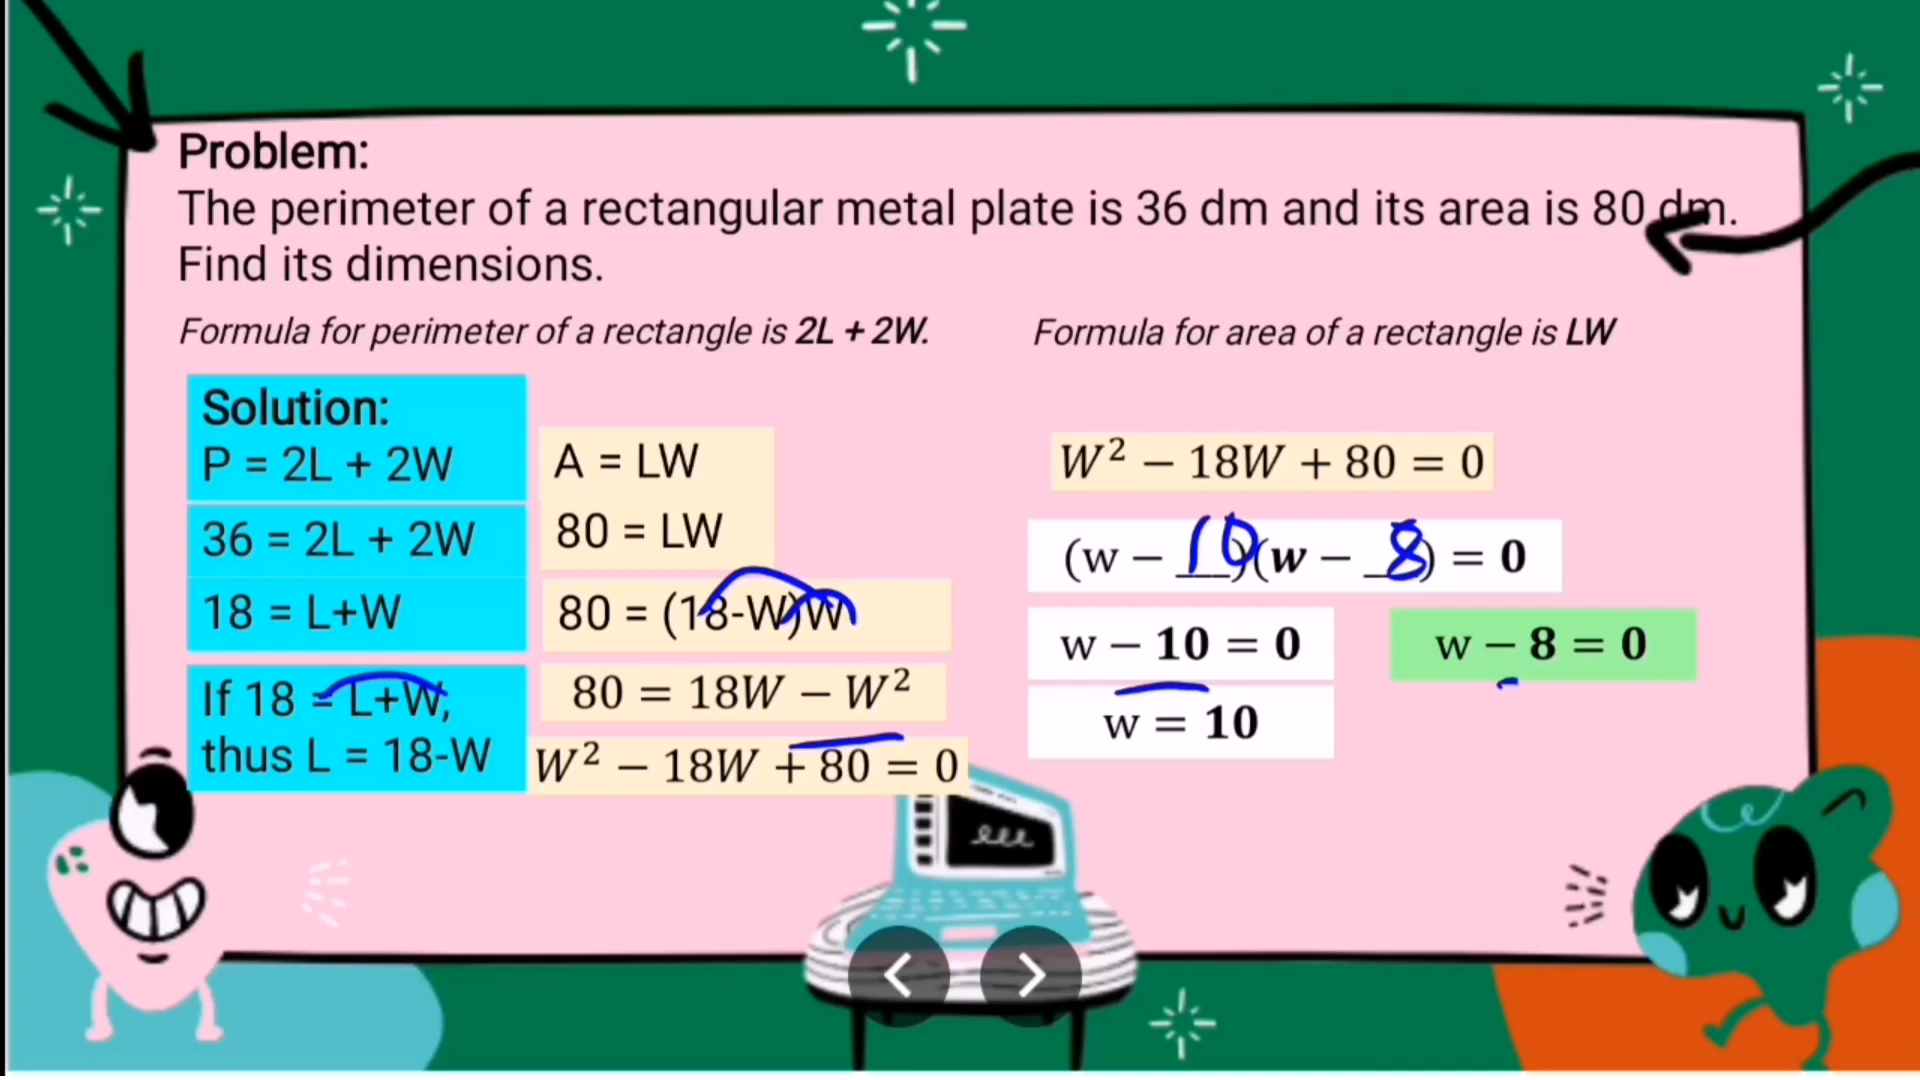 Problem:
The perimeter of a rectangular metal plate is 36 dm and its area is 80 dm.
Find its dimensions.
Formula for perimeter of a rectangle is 2L + 2W.
Formula for area of a rectangle is LW
Solution:
P = 2L + 2W
36 = 2L + 2W
18 = L+W
If 18 = L+W,
thus L = 18-W
A = LW
80 = LW
80 = (18-W)W
80 = 18W − W²
W² − 18W + 80 = 0
W² − 18W + 80 = 0
(w − 10)(w − 8) = 0
w − 10 = 0
w − 8 = 0
w = 10